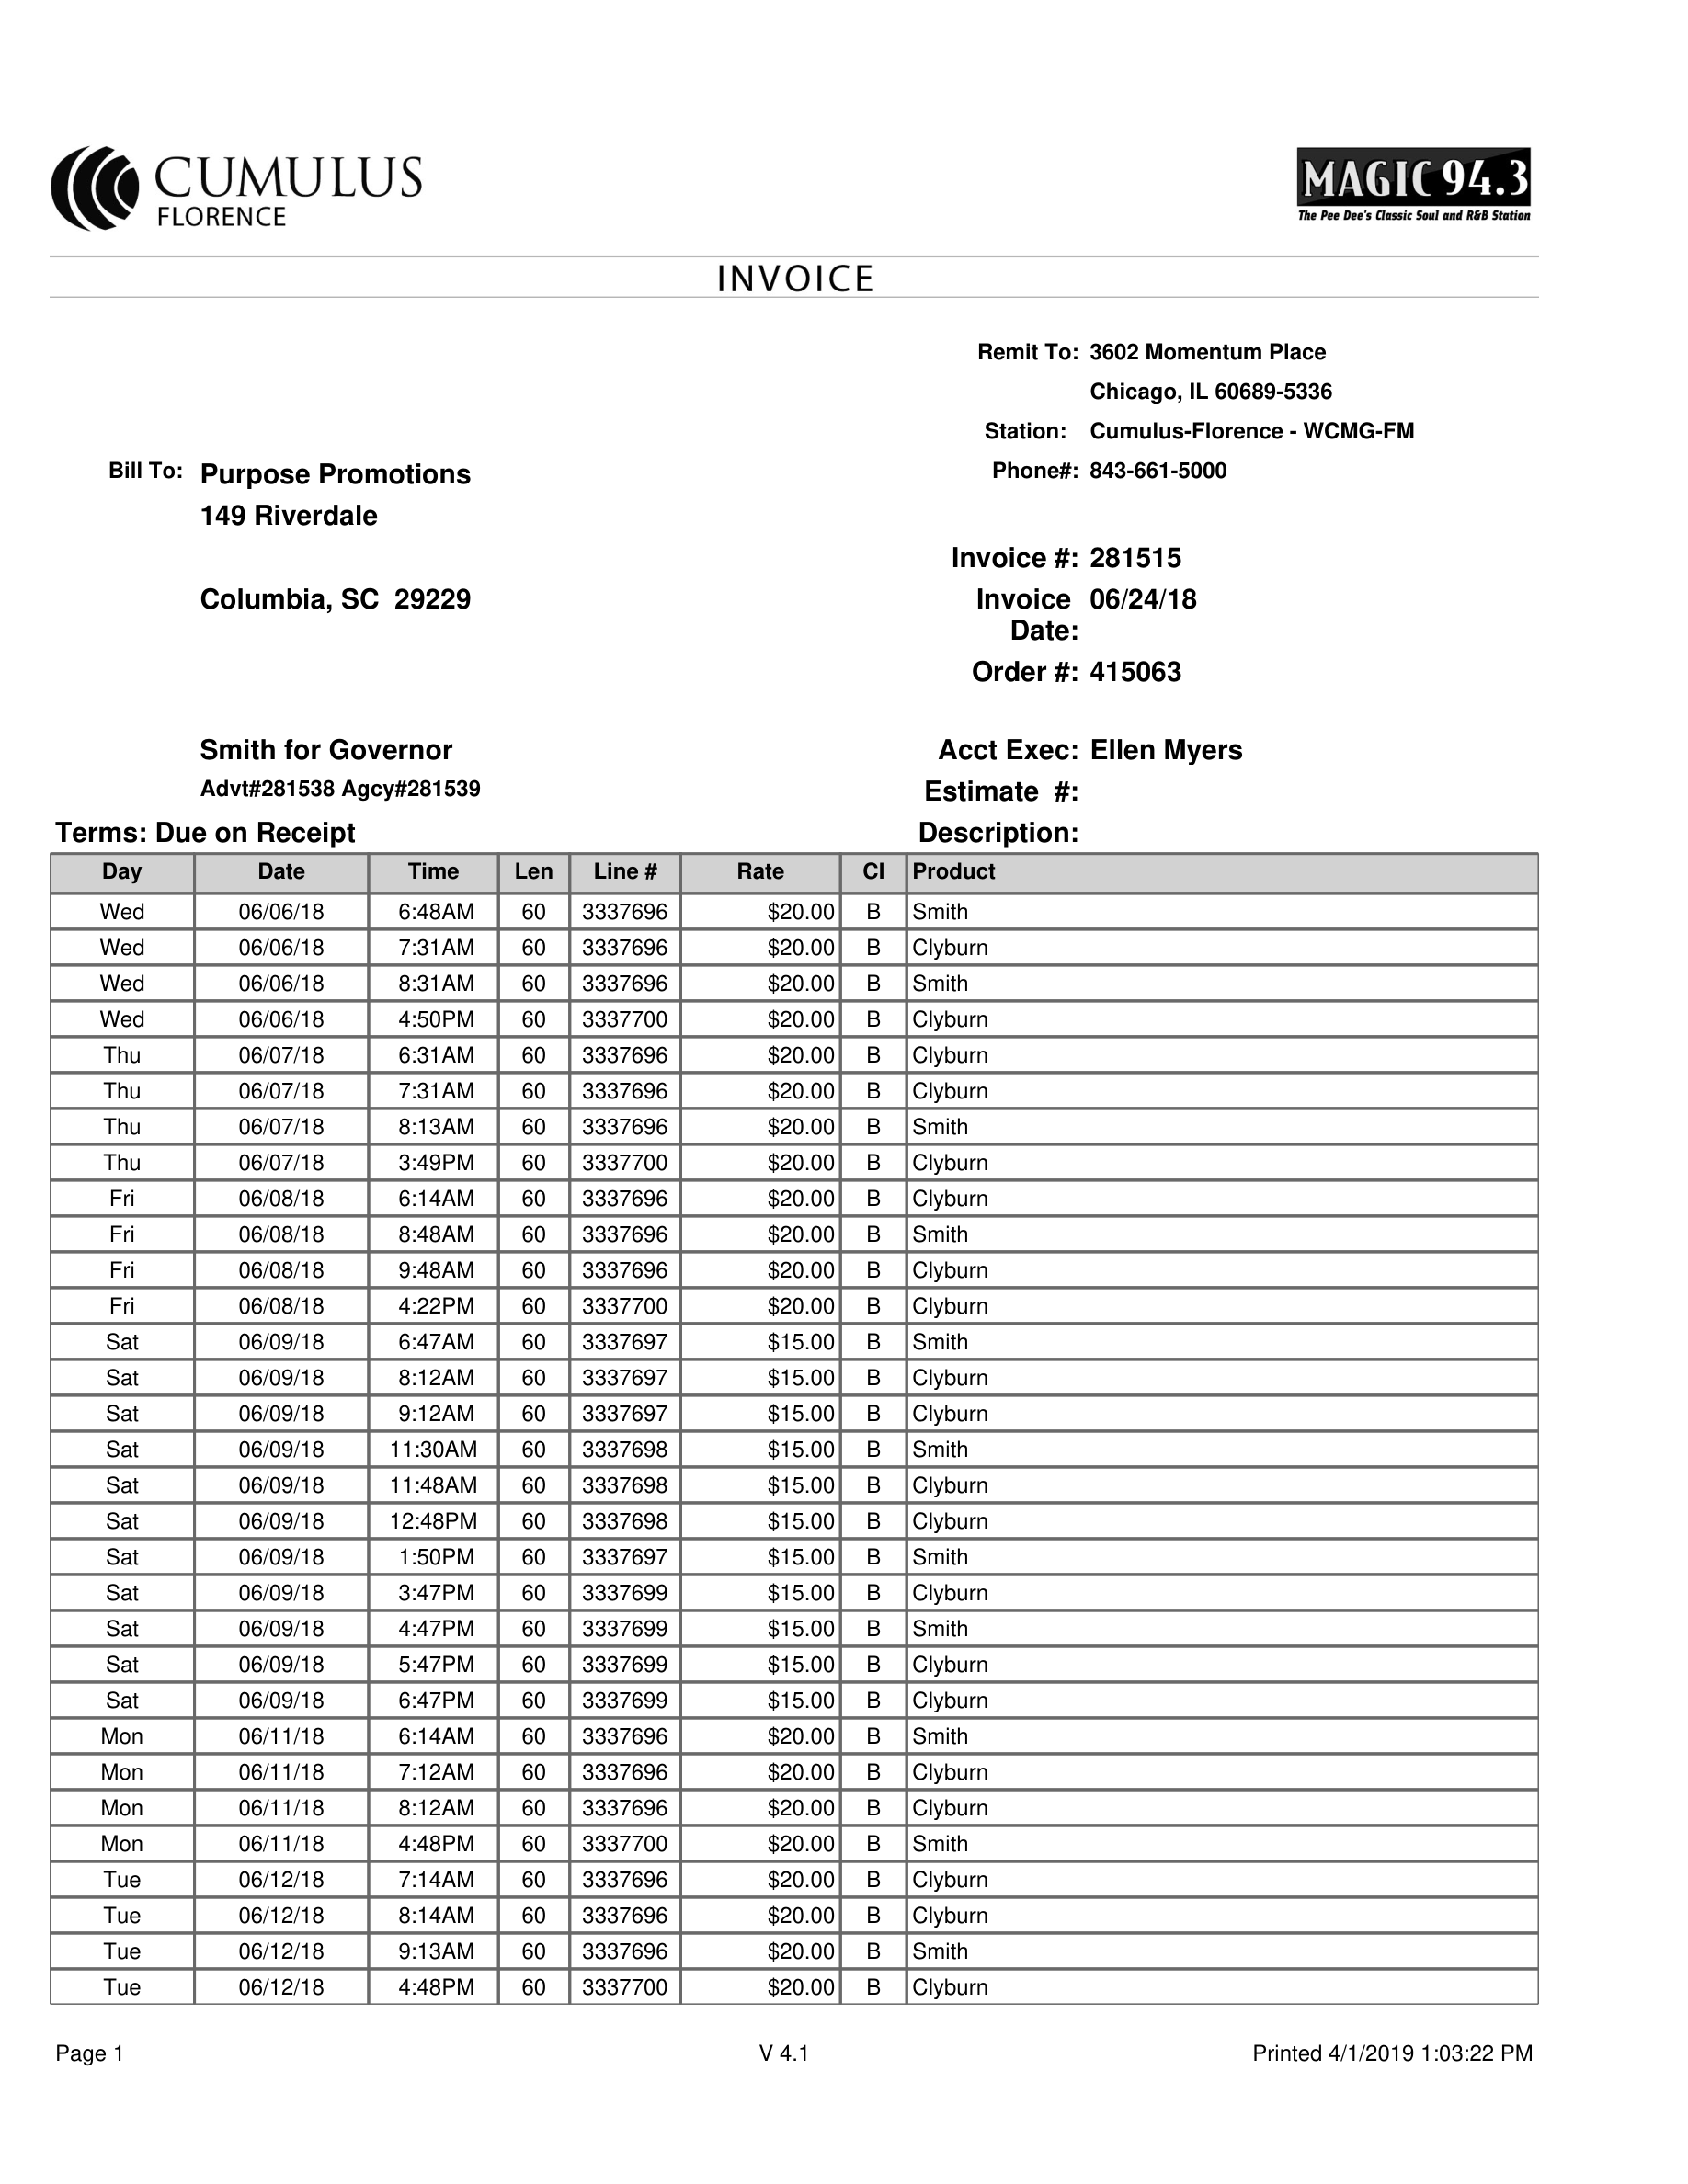 CUMULUS
FLORENCE
MAGIC 94.3
The Pee Dee's Classic Soul and R&B Station
INVOICE
Remit To: 3602 Momentum Place
Chicago, IL 60689-5336
Station: Cumulus-Florence - WCMG-FM
Bill To: Purpose Promotions
Phone#: 843-661-5000
149 Riverdale
Invoice #: 281515
Columbia, SC 29229
Invoice Date: 06/24/18
Order #: 415063
Smith for Governor
Acct Exec: Ellen Myers
Advt#281538 Agcy#281539
Estimate #:
Terms: Due on Receipt
Description:
Day Date Time Len Line # Rate Cl Product
Wed 06/06/18 6:48AM 60 3337696 $20.00 B Smith
Wed 06/06/18 7:31AM 60 3337696 $20.00 B Clyburn
Wed 06/06/18 8:31AM 60 3337696 $20.00 B Smith
Wed 06/06/18 4:50PM 60 3337700 $20.00 B Clyburn
Thu 06/07/18 6:31AM 60 3337696 $20.00 B Clyburn
Thu 06/07/18 7:31AM 60 3337696 $20.00 B Clyburn
Thu 06/07/18 8:13AM 60 3337696 $20.00 B Smith
Thu 06/07/18 3:49PM 60 3337700 $20.00 B Clyburn
Fri 06/08/18 6:14AM 60 3337696 $20.00 B Clyburn
Fri 06/08/18 8:48AM 60 3337696 $20.00 B Smith
Fri 06/08/18 9:48AM 60 3337696 $20.00 B Clyburn
Fri 06/08/18 4:22PM 60 3337700 $20.00 B Clyburn
Sat 06/09/18 6:47AM 60 3337697 $15.00 B Smith
Sat 06/09/18 8:12AM 60 3337697 $15.00 B Clyburn
Sat 06/09/18 9:12AM 60 3337697 $15.00 B Clyburn
Sat 06/09/18 11:30AM 60 3337698 $15.00 B Smith
Sat 06/09/18 11:48AM 60 3337698 $15.00 B Clyburn
Sat 06/09/18 12:48PM 60 3337698 $15.00 B Clyburn
Sat 06/09/18 1:50PM 60 3337697 $15.00 B Smith
Sat 06/09/18 3:47PM 60 3337699 $15.00 B Clyburn
Sat 06/09/18 4:47PM 60 3337699 $15.00 B Smith
Sat 06/09/18 5:47PM 60 3337699 $15.00 B Clyburn
Sat 06/09/18 6:47PM 60 3337699 $15.00 B Clyburn
Mon 06/11/18 6:14AM 60 3337696 $20.00 B Smith
Mon 06/11/18 7:12AM 60 3337696 $20.00 B Clyburn
Mon 06/11/18 8:12AM 60 3337696 $20.00 B Clyburn
Mon 06/11/18 4:48PM 60 3337700 $20.00 B Smith
Tue 06/12/18 7:14AM 60 3337696 $20.00 B Clyburn
Tue 06/12/18 8:14AM 60 3337696 $20.00 B Clyburn
Tue 06/12/18 9:13AM 60 3337696 $20.00 B Smith
Tue 06/12/18 4:48PM 60 3337700 $20.00 B Clyburn
Page 1 V 4.1 Printed 4/1/2019 1:03:22 PM